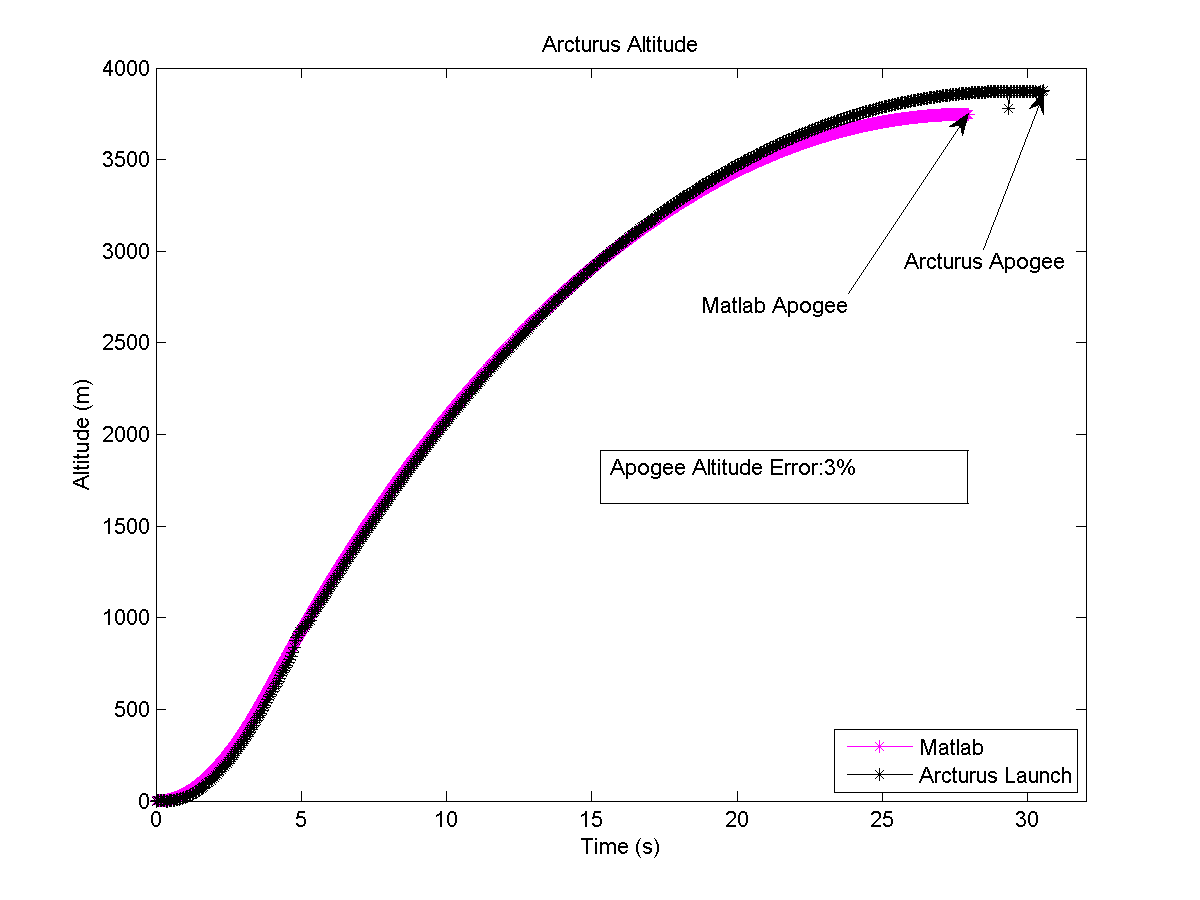 Arcturus Altitude
4000
3500
3000
2500
2000
1500
1000
500
0
Altitude (m)
Arcturus Apogee
Matlab Apogee
Apogee Altitude Error:3%
Matlab
Arcturus Launch
0 5 10 15 20 25 30
Time (s)